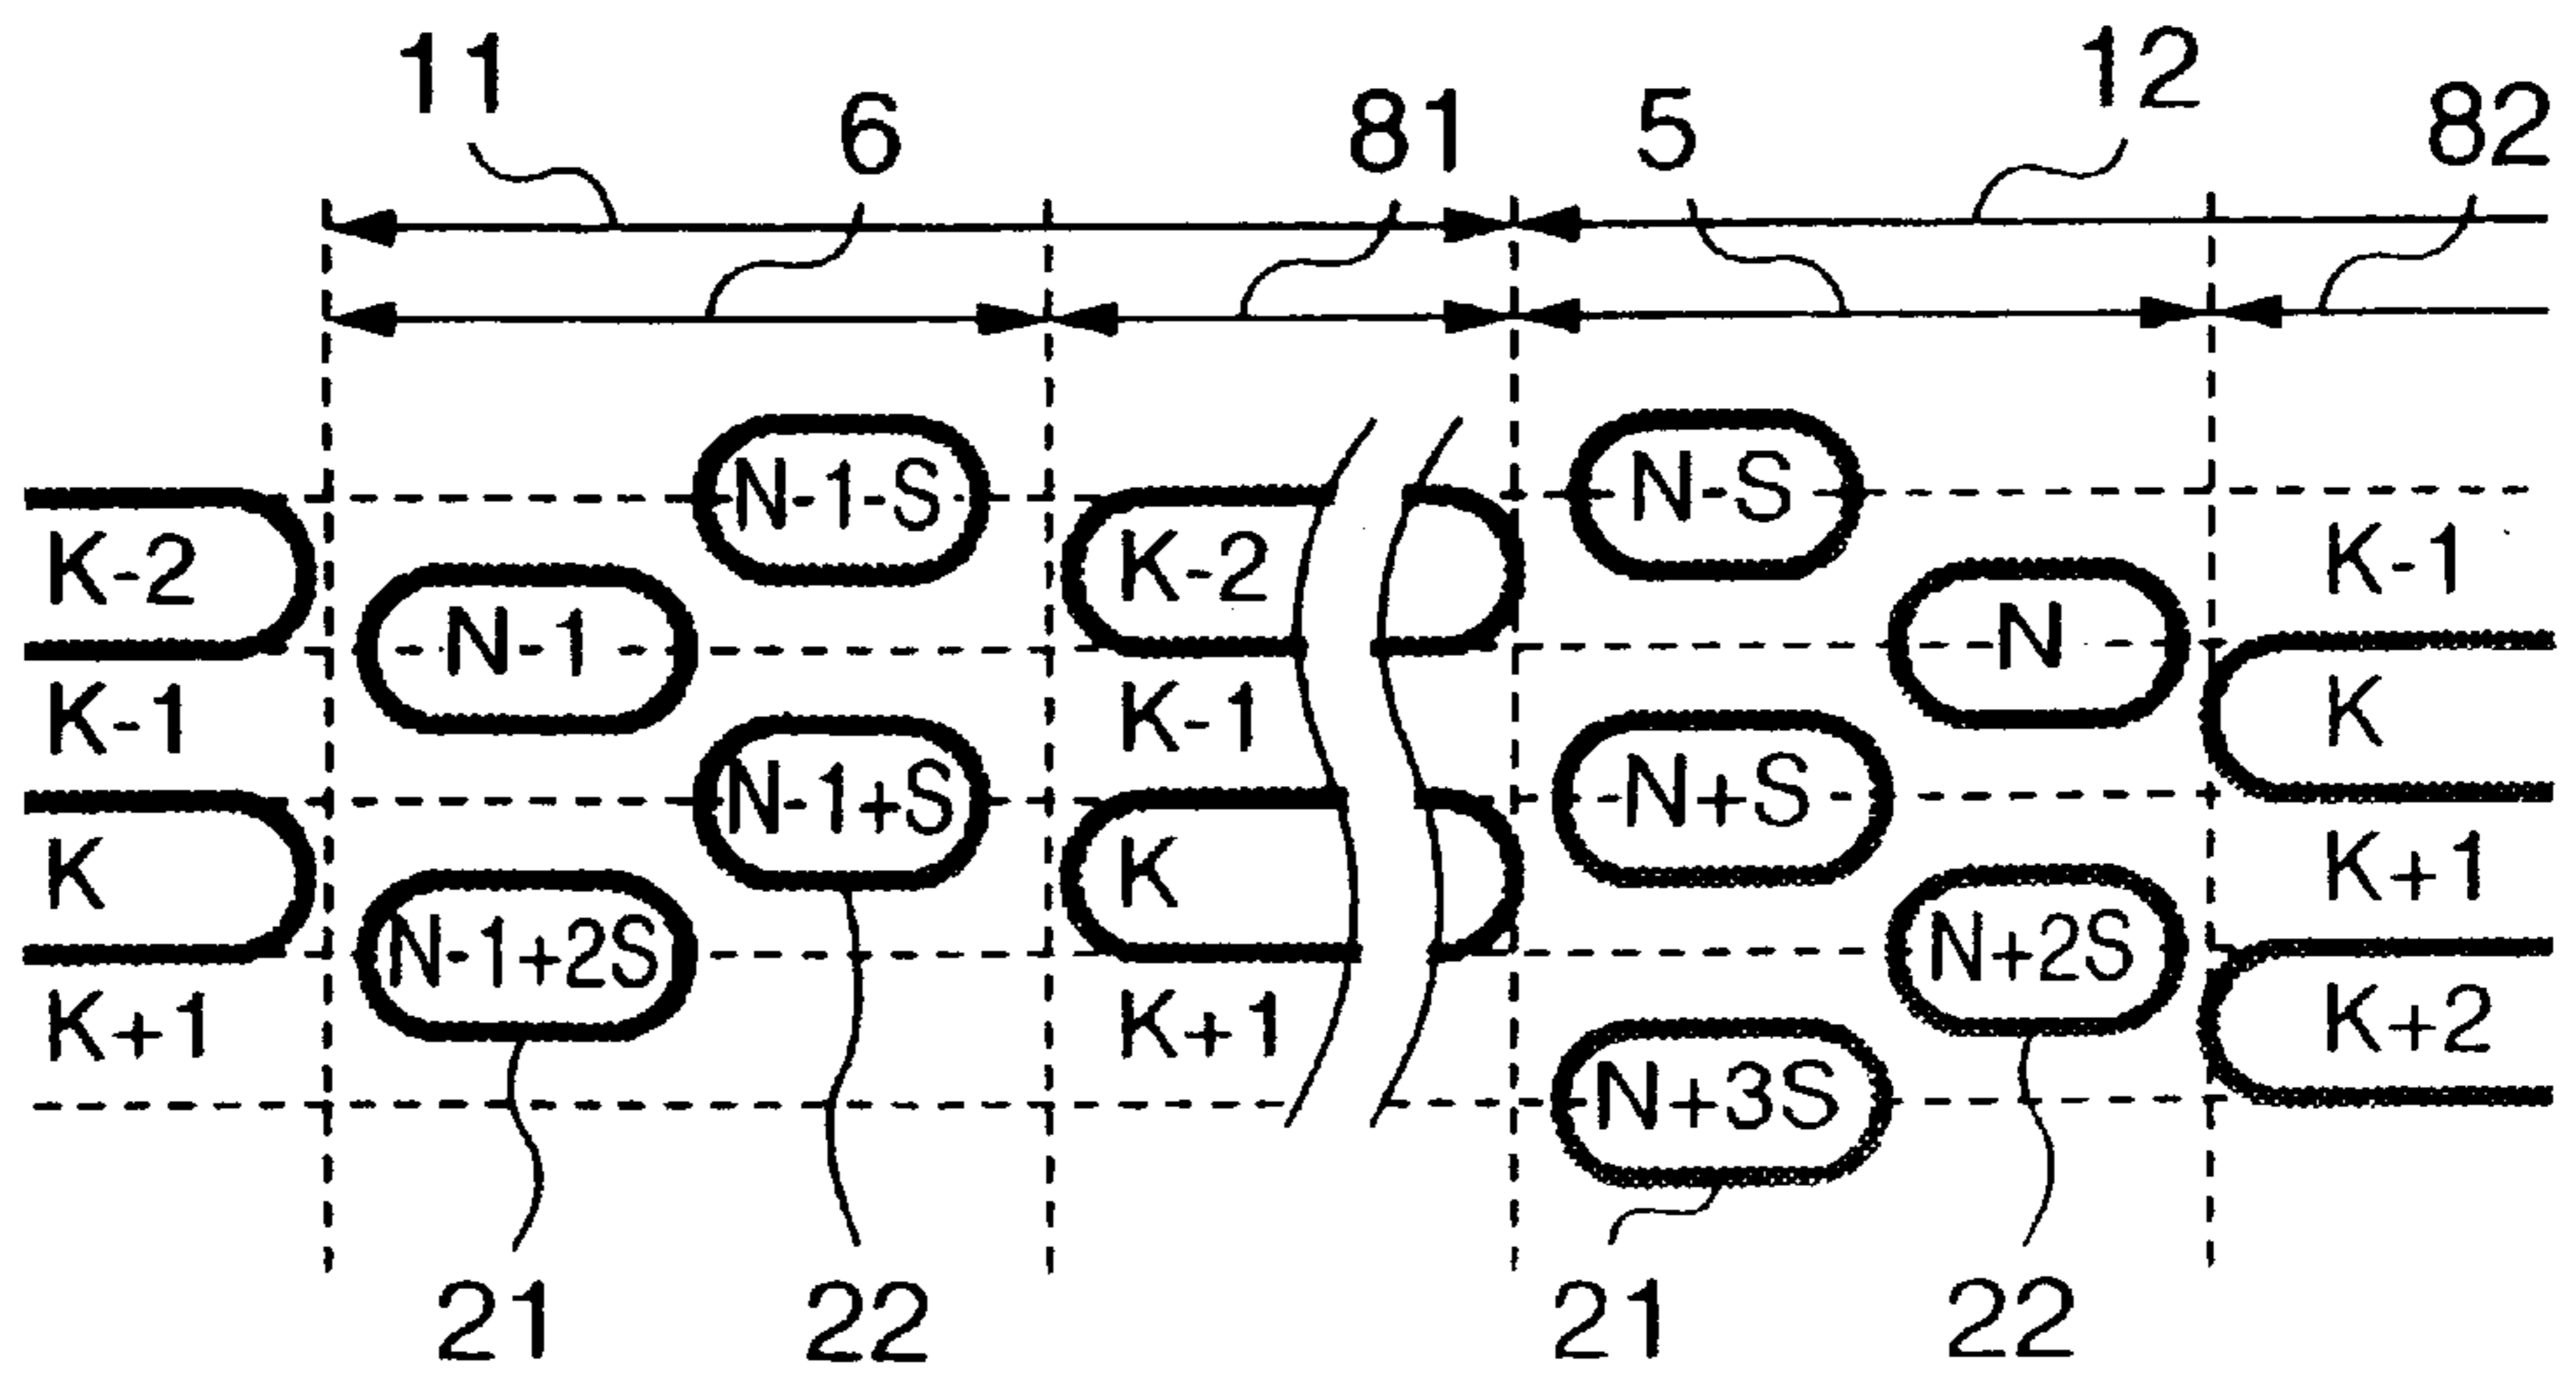 11 12
6 81 5 82
N-1-S N-S
K-2 K-2 K-1
N-1 N
K-1 K-1 K
N-1+S N+S
K K K+1
N-1+2S N+2S
K+1 K+1 K+2
N+3S
21 22 21 22